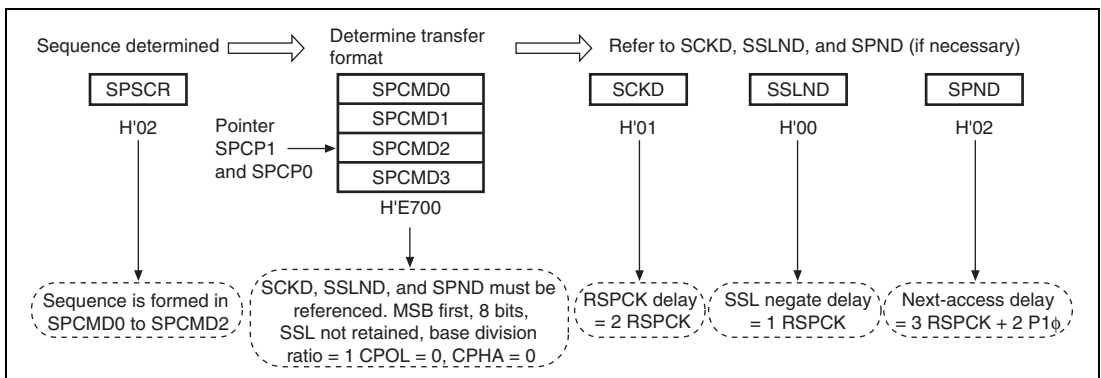 Sequence determined
Determine transfer
format
Refer to SCKD, SSLND, and SPND (if necessary)
SPSCR
H'02
Pointer
SPCP1
and SPCP0
SPCMD0
SPCMD1
SPCMD2
SPCMD3
H'E700
SCKD
H'01
SSLND
H'00
SPND
H'02
Sequence is formed in
SPCMD0 to SPCMD2
SCKD, SSLND, and SPND must be
referenced. MSB first, 8 bits,
SSL not retained, base division
ratio = 1 CPOL = 0, CPHA = 0
RSPCK delay
= 2 RSPCK
SSL negate delay
= 1 RSPCK
Next-access delay
= 3 RSPCK + 2 P1ϕ